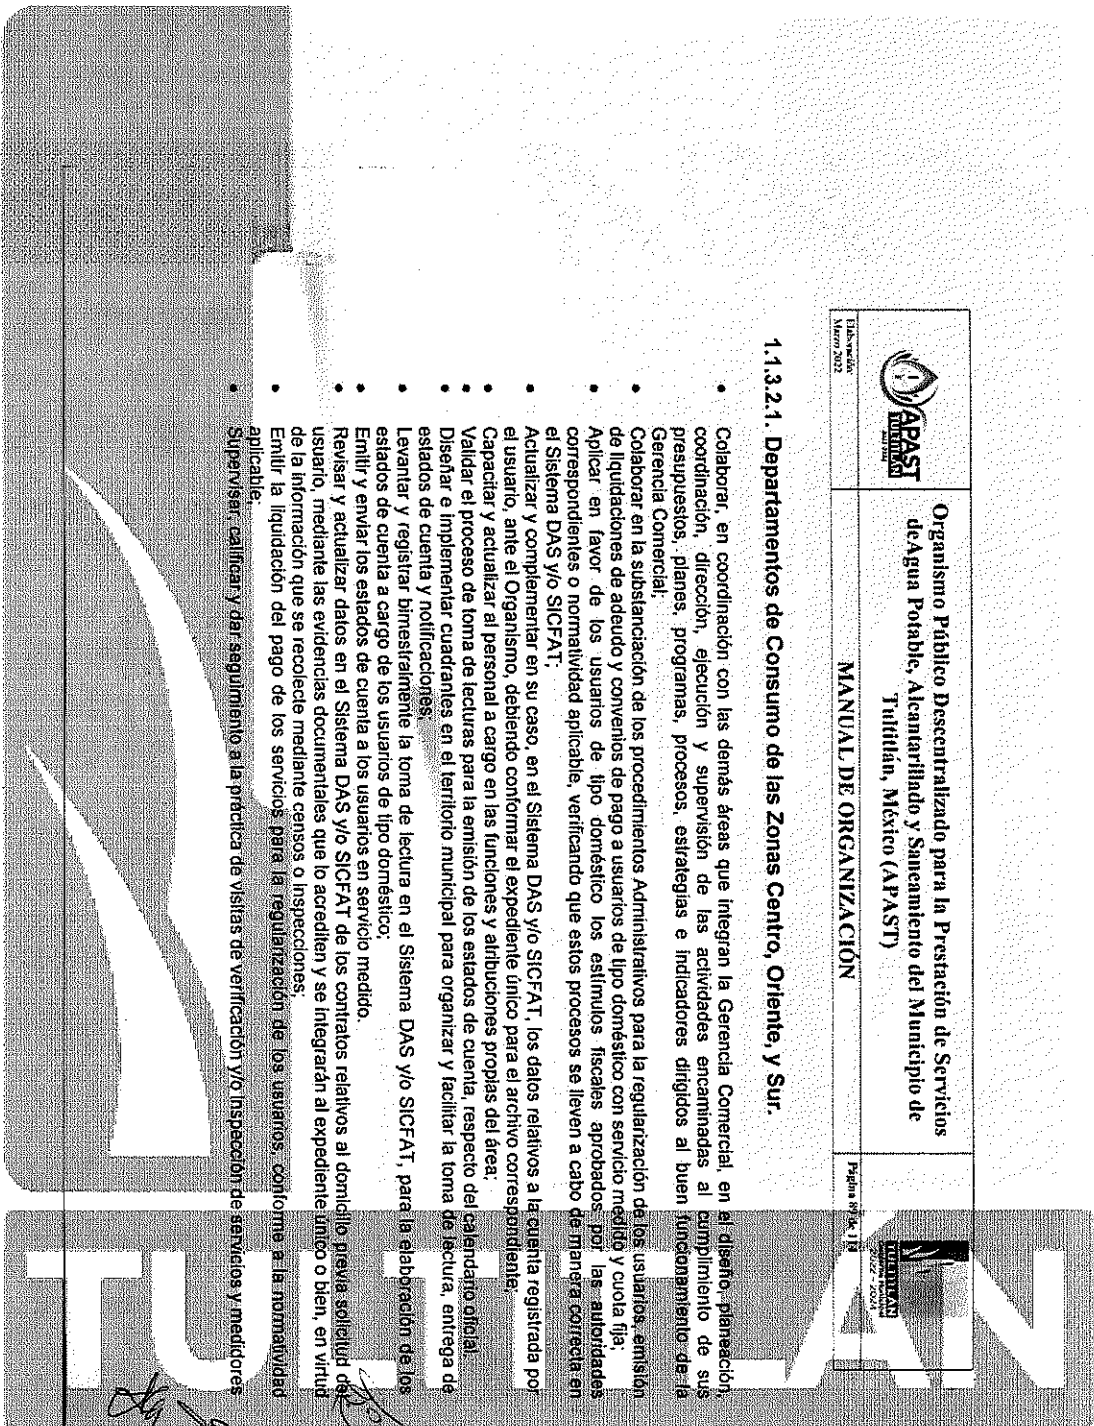 APAST
TULTITLÁN
Organismo Público Descentralizado para la Prestación de Servicios
deAgua Potable, Alcantarillado y Saneamiento del Municipio de
Tultitlán, México (APAST)
TULTITLÁN
2022 - 2024
Elaboración:
Marzo 2022
MANUAL DE ORGANIZACIÓN
Página 89 de 114
1.1.3.2.1. Departamentos de Consumo de las Zonas Centro, Oriente, y Sur.
• Colaborar, en coordinación con las demás áreas que integran la Gerencia Comercial, en el diseño, planeación,
coordinación, dirección, ejecución y supervisión de las actividades encaminadas al cumplimiento de sus
presupuestos, planes, programas, procesos, estrategias e indicadores dirigidos al buen funcionamiento de la
Gerencia Comercial;
• Colaborar en la substanciación de los procedimientos Administrativos para la regularización de los usuarios, emisión
de liquidaciones de adeudo y convenios de pago a usuarios de tipo doméstico con servicio medido y cuota fija;
• Aplicar en favor de los usuarios de tipo doméstico los estímulos fiscales aprobados por las autoridades
correspondientes o normatividad aplicable, verificando que estos procesos se lleven a cabo de manera correcta en
el Sistema DAS y/o SICFAT;
• Actualizar y complementar en su caso, en el Sistema DAS y/o SICFAT, los datos relativos a la cuenta registrada por
el usuario, ante el Organismo, debiendo conformar el expediente único para el archivo correspondiente;
• Capacitar y actualizar al personal a cargo en las funciones y atribuciones propias del área;
• Validar el proceso de toma de lecturas para la emisión de los estados de cuenta, respecto del calendario oficial.
• Diseñar e implementar cuadrantes en el territorio municipal para organizar y facilitar la toma de lectura, entrega de
estados de cuenta y notificaciones;
• Levantar y registrar bimestralmente la toma de lectura en el Sistema DAS y/o SICFAT, para la elaboración de los
estados de cuenta a cargo de los usuarios de tipo doméstico;
• Emitir y enviar los estados de cuenta a los usuarios en servicio medido.
• Revisar y actualizar datos en el Sistema DAS y/o SICFAT de los contratos relativos al domicilio previa solicitud del
usuario, mediante las evidencias documentales que lo acrediten y se integrarán al expediente único o bien, en virtud
de la información que se recolecte mediante censos o inspecciones;
• Emitir la liquidación del pago de los servicios para la regularización de los usuarios, conforme a la normatividad
aplicable;
• Supervisar, calificar y dar seguimiento a la práctica de visitas de verificación y/o inspección de servicios y medidores
TULTITLÁN